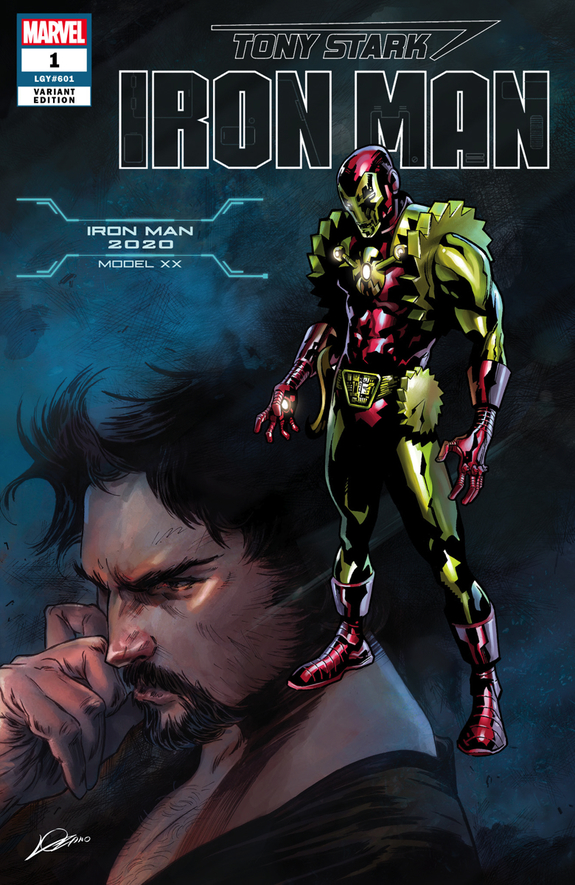 MARVEL
1
LGY#601
VARIANT
EDITION
TONY STARK
IRON MAN
IRON MAN
2020
MODEL XX